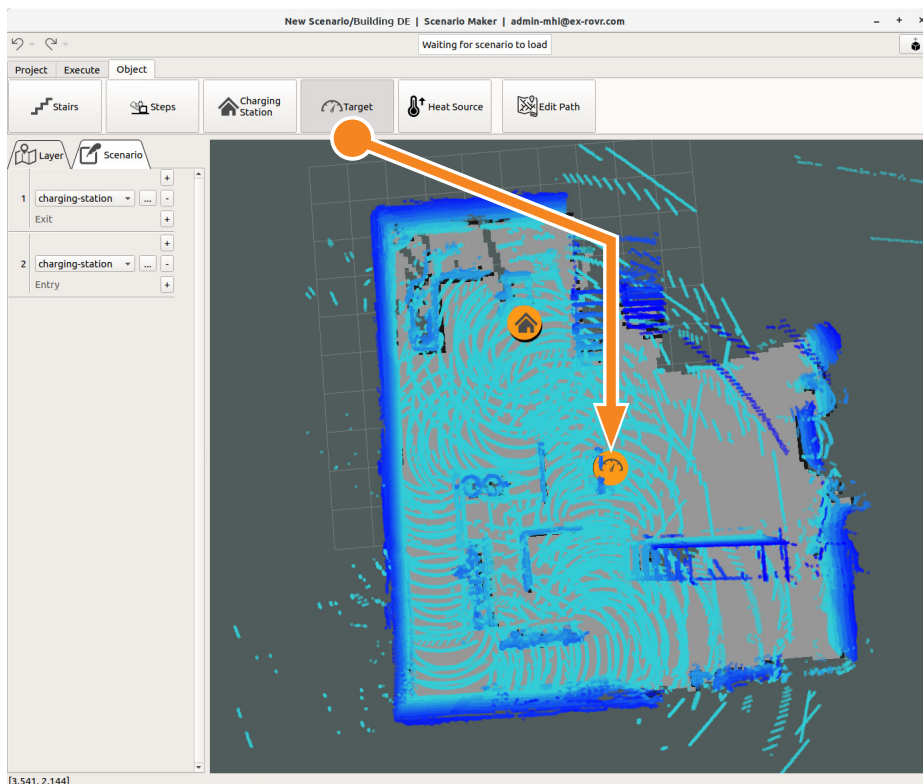 New Scenario/Building DE | Scenario Maker | admin-mhi@ex-rovr.com
Waiting for scenario to load
Project Execute Object
Stairs Steps Charging Station Target Heat Source Edit Path
Layer Scenario
+
1 charging-station ... -
Exit +
+
2 charging-station ... -
Entry +
[3.541, 2.144]